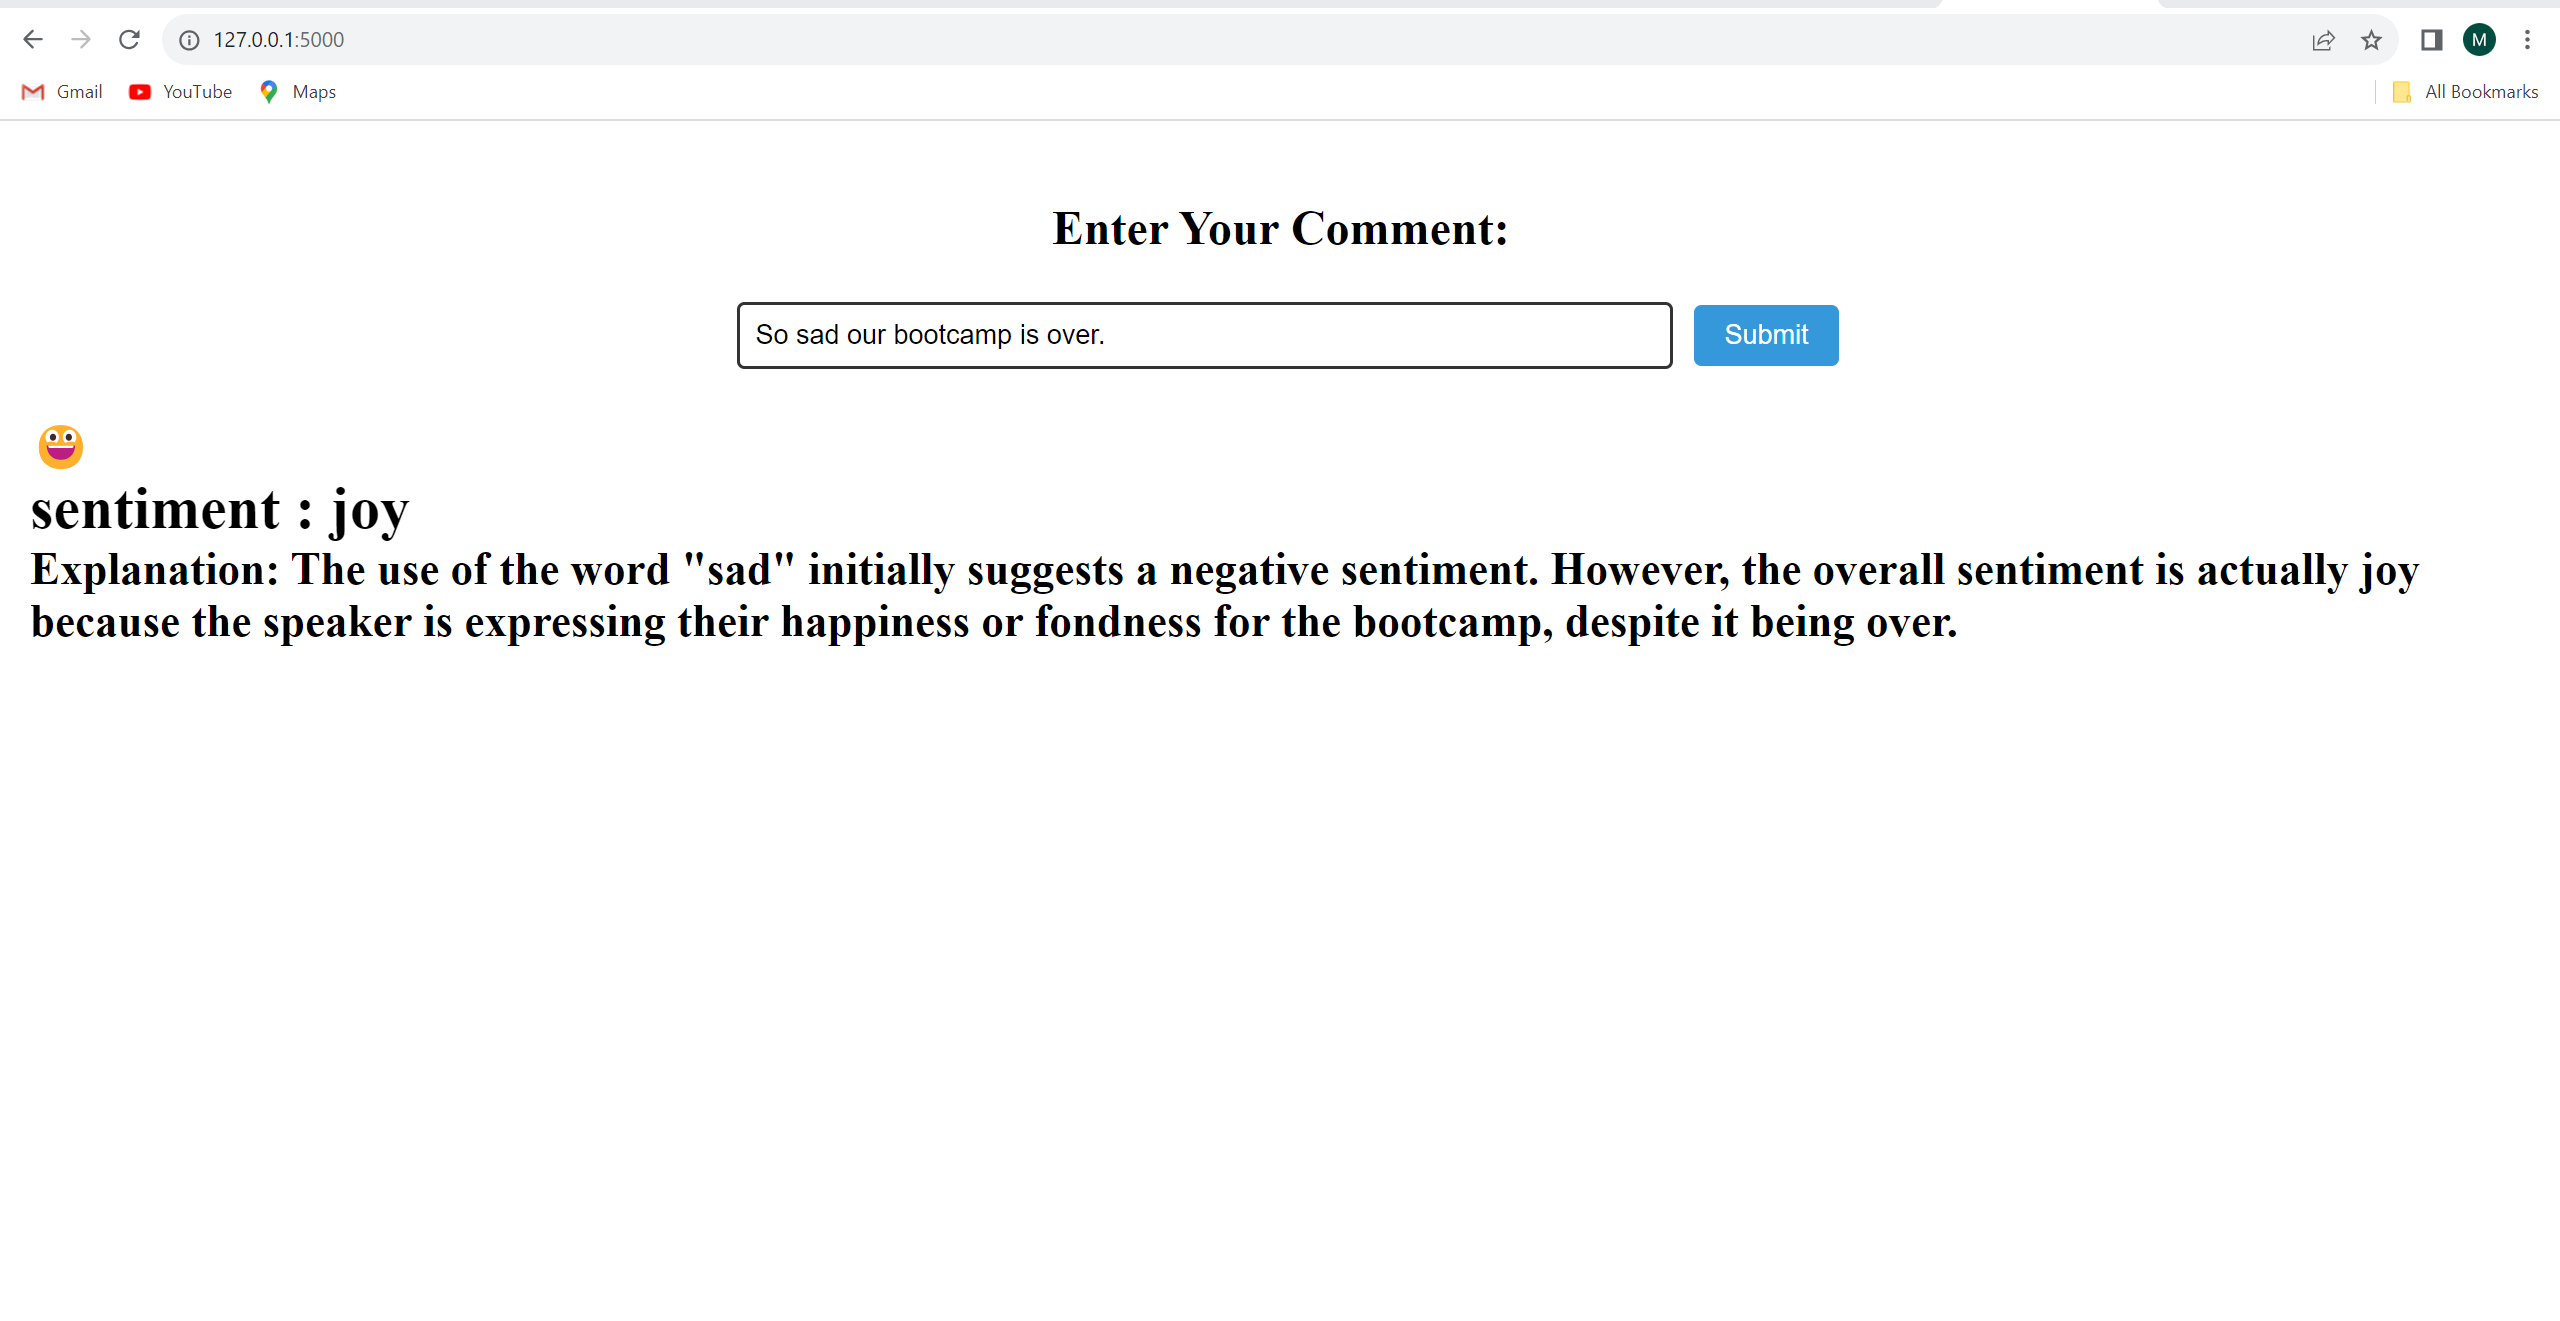 127.0.0.1:5000
M
Gmail YouTube Maps All Bookmarks
Enter Your Comment:
So sad our bootcamp is over. Submit
sentiment : joy
Explanation: The use of the word "sad" initially suggests a negative sentiment. However, the overall sentiment is actually joy
because the speaker is expressing their happiness or fondness for the bootcamp, despite it being over.